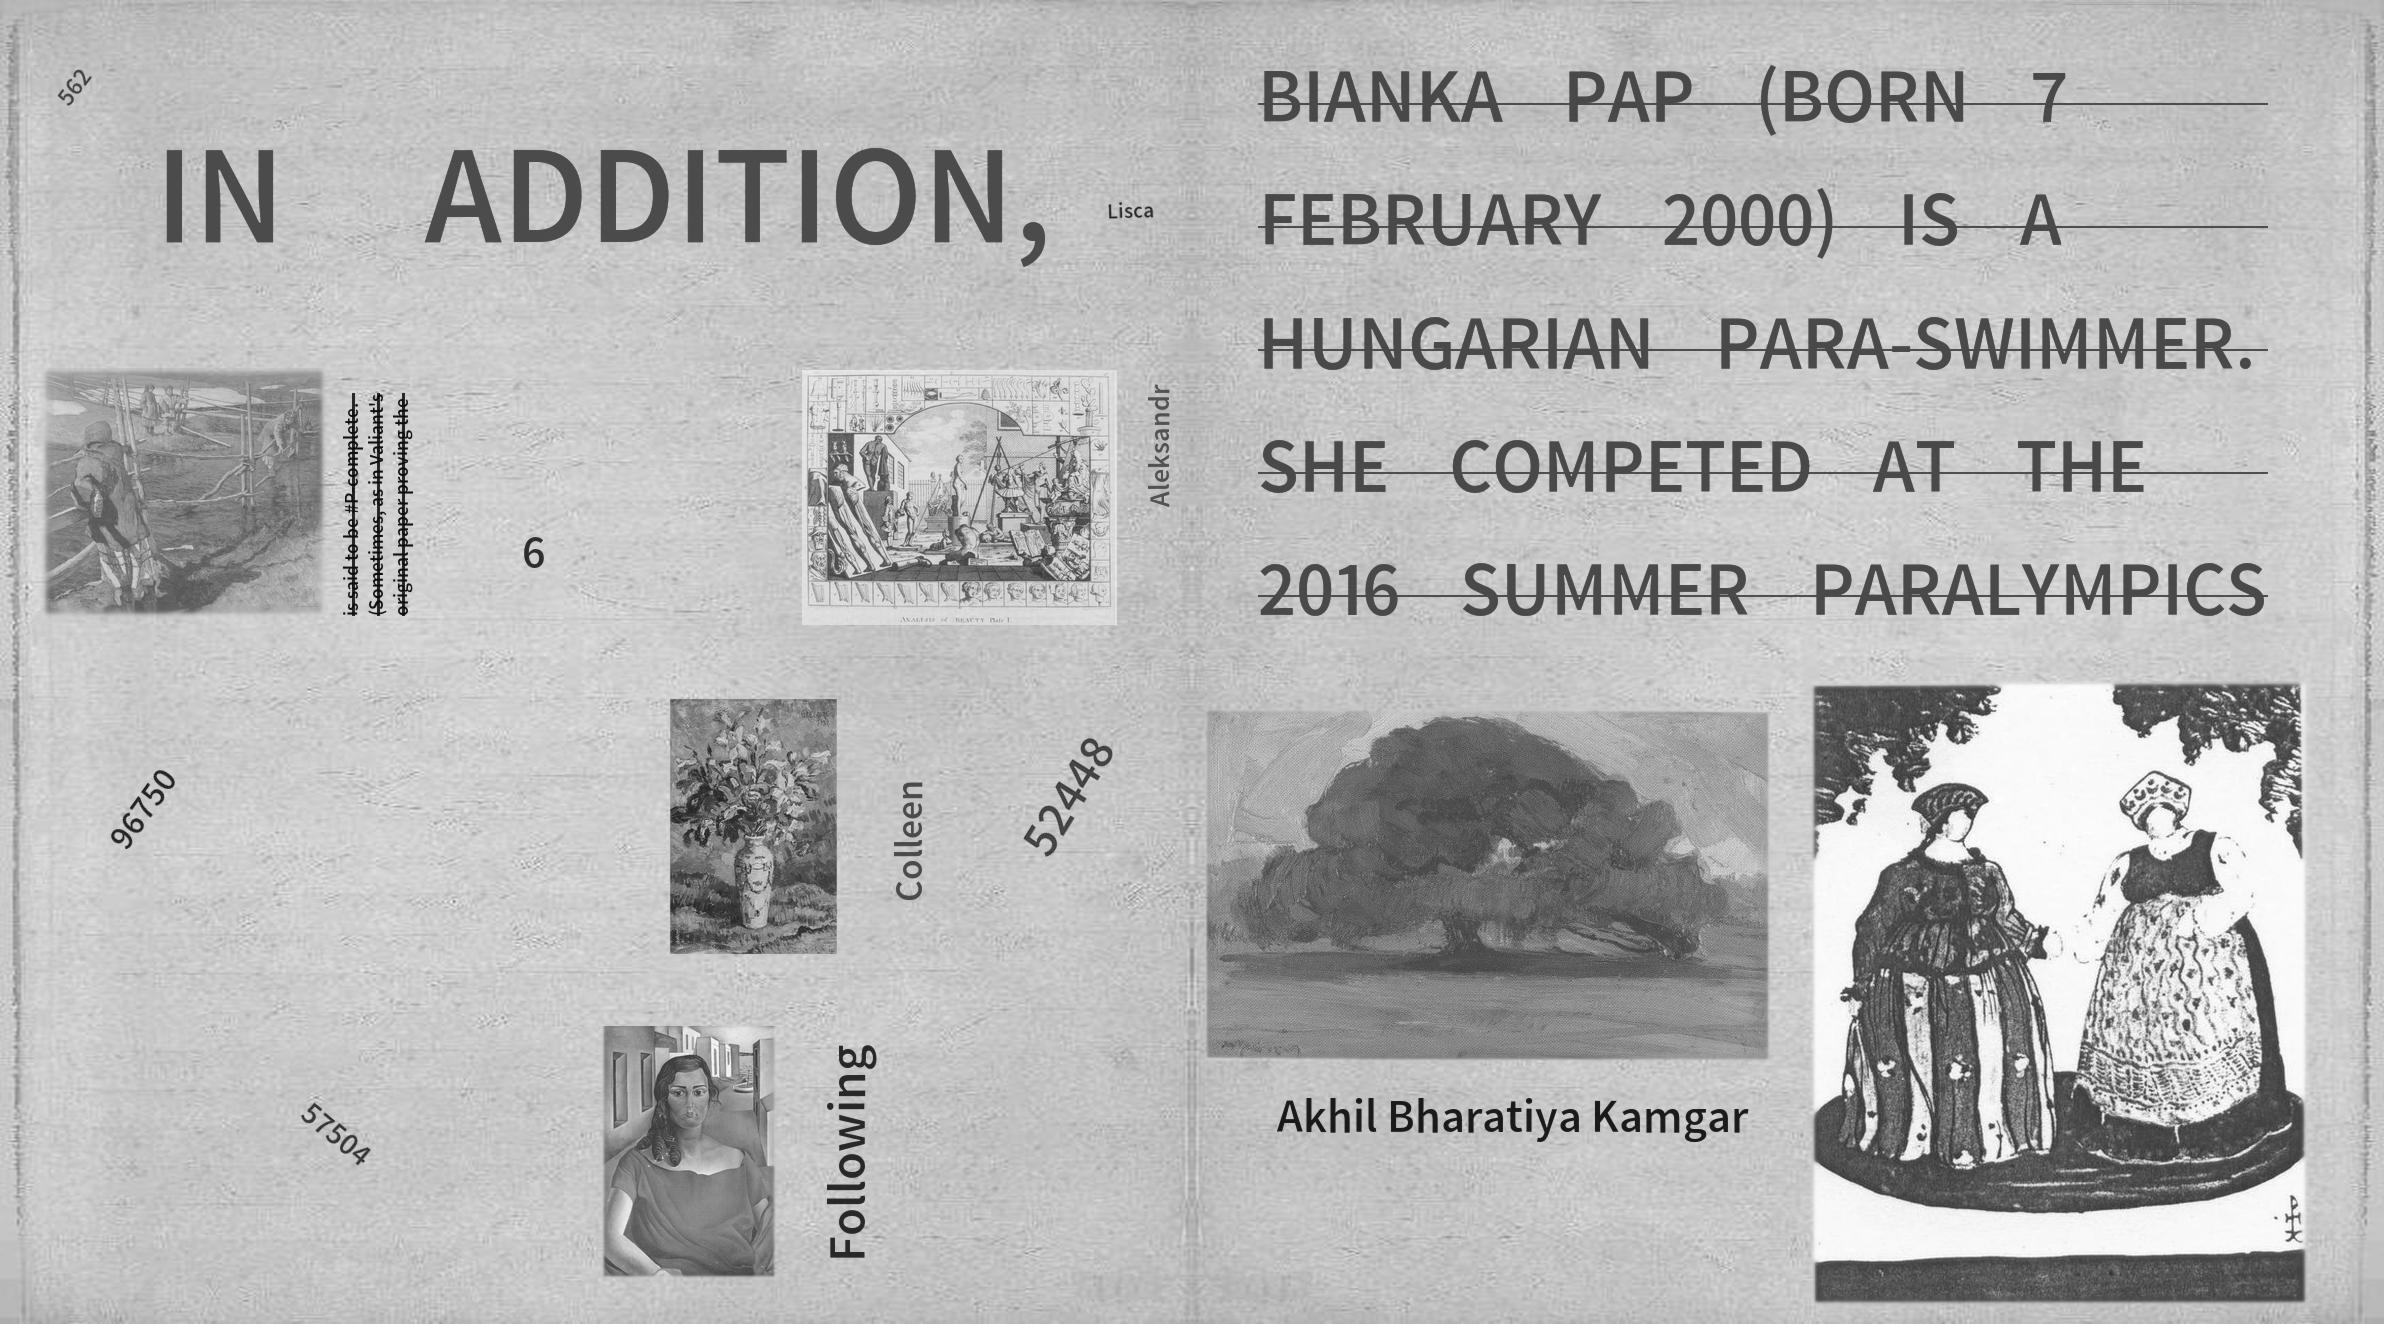 562
IN ADDITION,
Lisca
is said to be #P-complete.
(Sometimes, as in Valiant's
original paper proving the
6
ANALYSIS of BEAUTY Plate I.
Aleksandr
96750
Colleen
52448
57504
Following
BIANKA PAP (BORN 7
FEBRUARY 2000) IS A
HUNGARIAN PARA-SWIMMER.
SHE COMPETED AT THE
2016 SUMMER PARALYMPICS
Akhil Bharatiya Kamgar